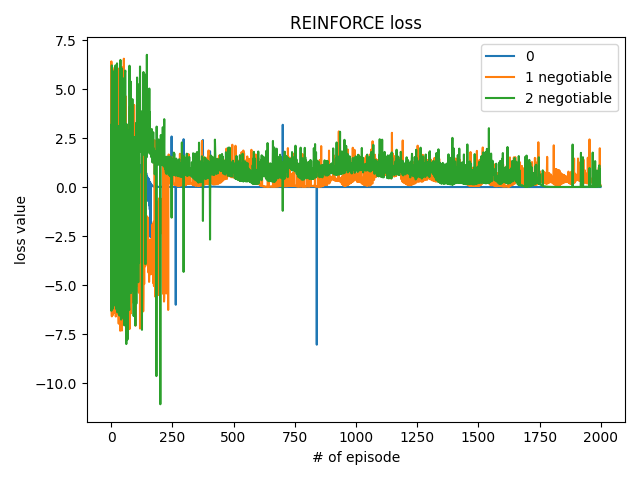 REINFORCE loss
7.5
5.0
2.5
0.0
−2.5
−5.0
−7.5
−10.0
loss value
0
1 negotiable
2 negotiable
0 250 500 750 1000 1250 1500 1750 2000
# of episode